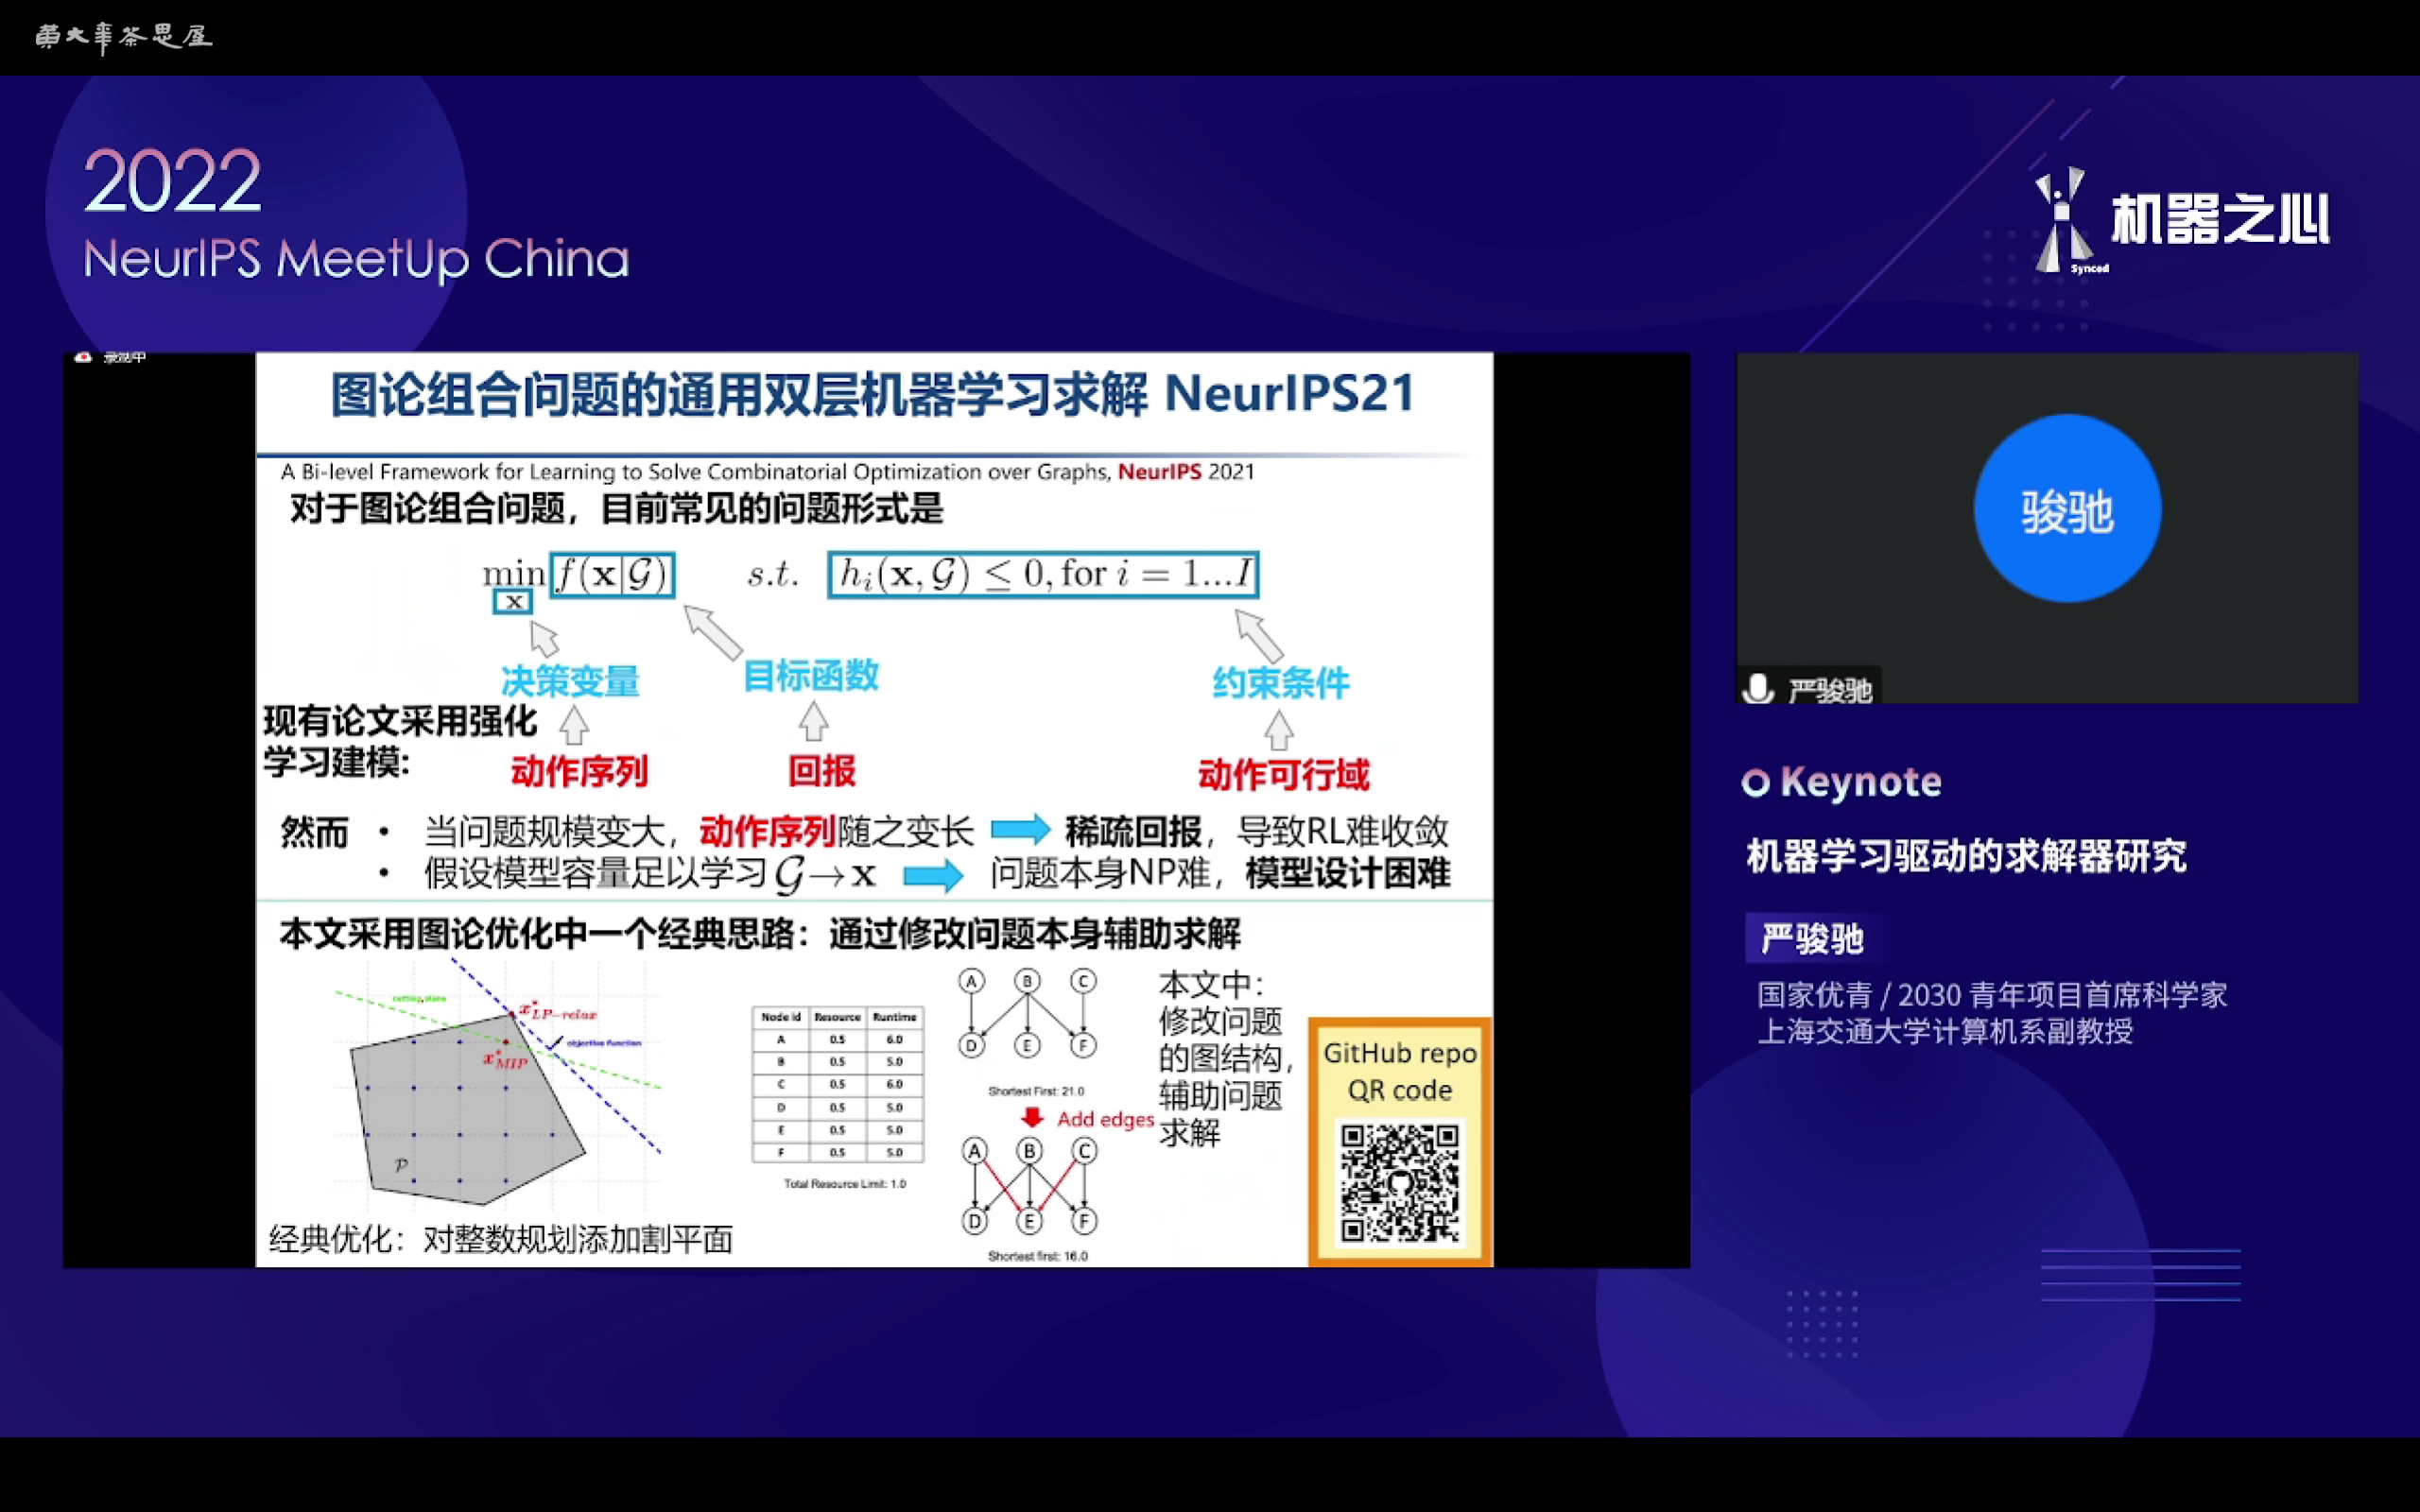 黄大年茶思屋
2022
NeurIPS MeetUp China
Synced
机器之心
录制中
图论组合问题的通用双层机器学习求解 NeurIPS21
A Bi-level Framework for Learning to Solve Combinatorial Optimization over Graphs, NeurIPS 2021
对于图论组合问题，目前常见的问题形式是
min f(x|𝒢) s.t. h_i(x, 𝒢) ≤ 0, for i = 1...I
x
决策变量 目标函数 约束条件
现有论文采用强化
学习建模:
动作序列 回报 动作可行域
然而 • 当问题规模变大，动作序列随之变长 稀疏回报，导致RL难收敛
• 假设模型容量足以学习 𝒢→x 问题本身NP难，模型设计困难
本文采用图论优化中一个经典思路：通过修改问题本身辅助求解
cutting plane
x*LP-relax
objective function
x*MIP
𝒫
经典优化：对整数规划添加割平面
Node id Resource Runtime
A 0.5 6.0
B 0.5 5.0
C 0.5 6.0
D 0.5 5.0
E 0.5 5.0
F 0.5 5.0
Total Resource Limit: 1.0
A B C
D E F
Shortest First: 21.0
Add edges
A B C
D E F
Shortest first: 16.0
本文中：
修改问题
的图结构，
辅助问题
求解
GitHub repo
QR code
骏驰
严骏驰
Keynote
机器学习驱动的求解器研究
严骏驰
国家优青 / 2030 青年项目首席科学家
上海交通大学计算机系副教授